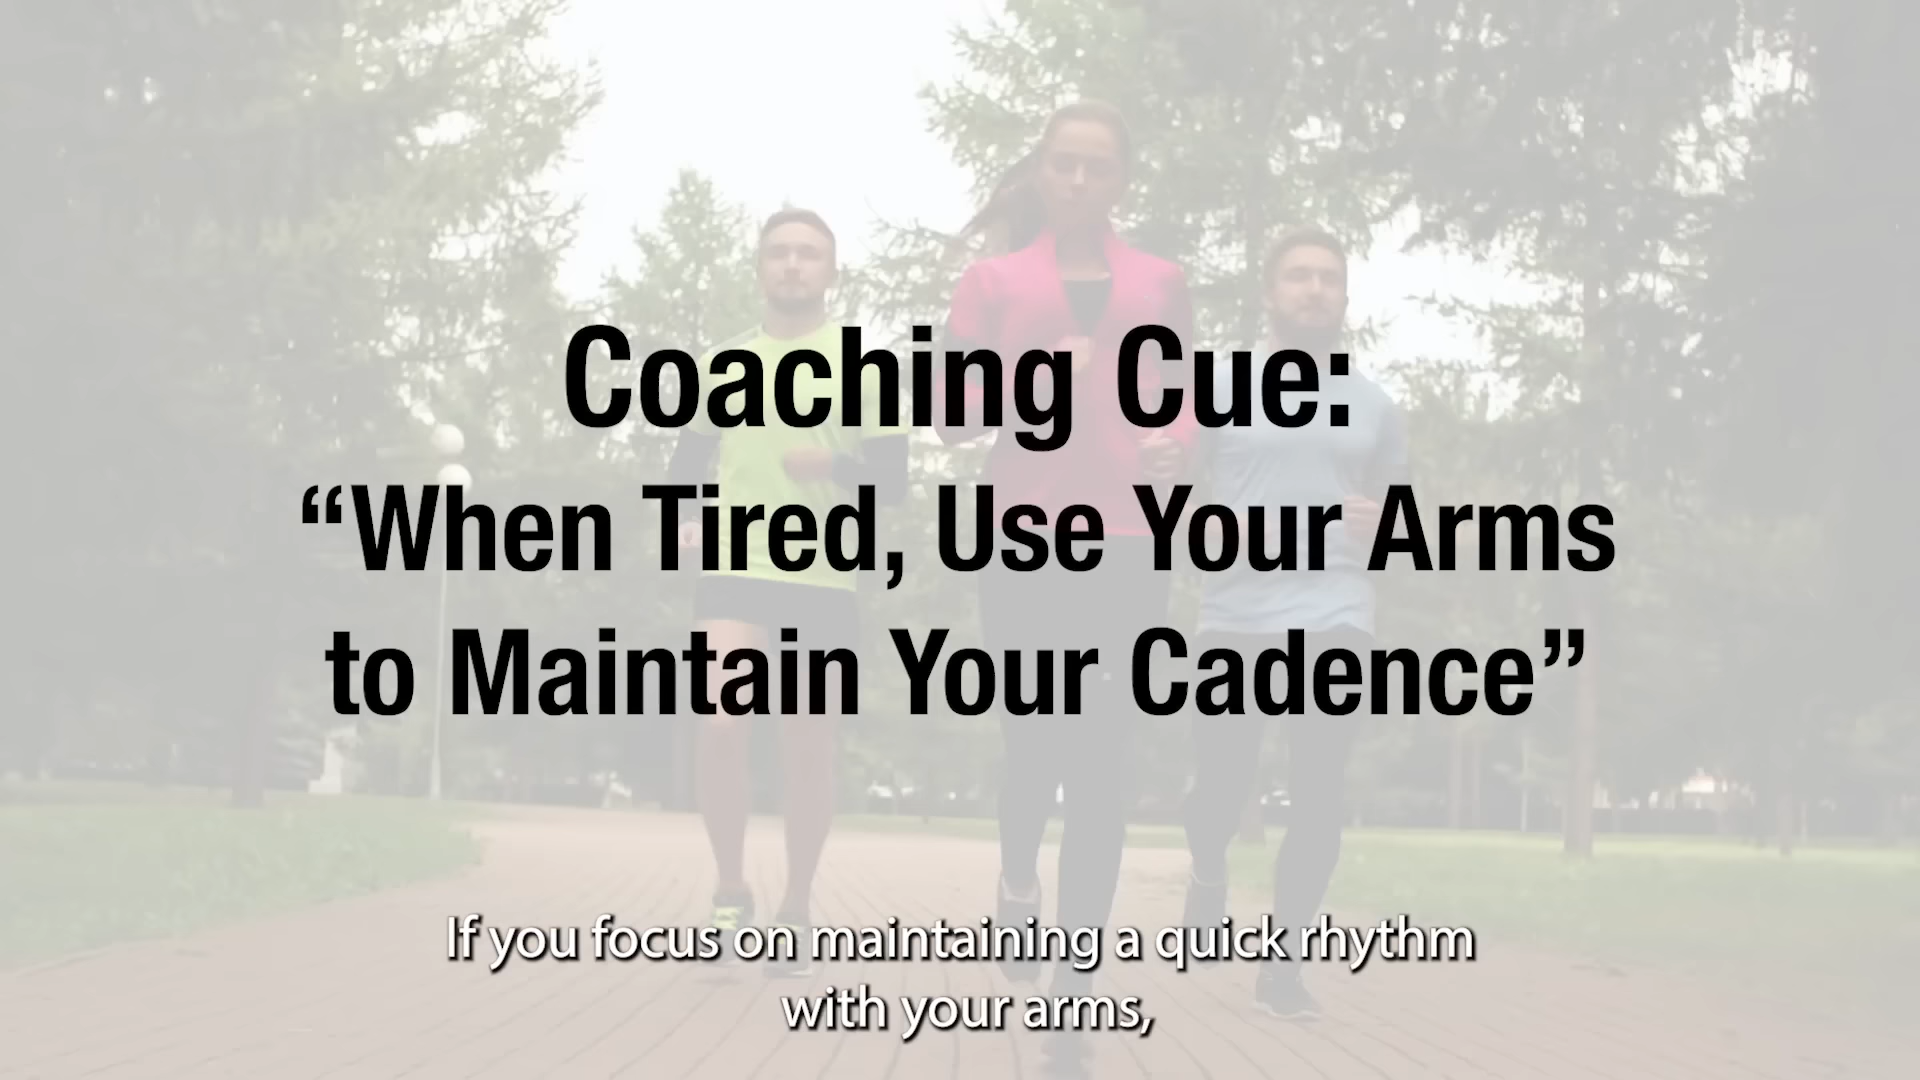 Coaching Cue:
“When Tired, Use Your Arms
to Maintain Your Cadence”
If you focus on maintaining a quick rhythm
with your arms,